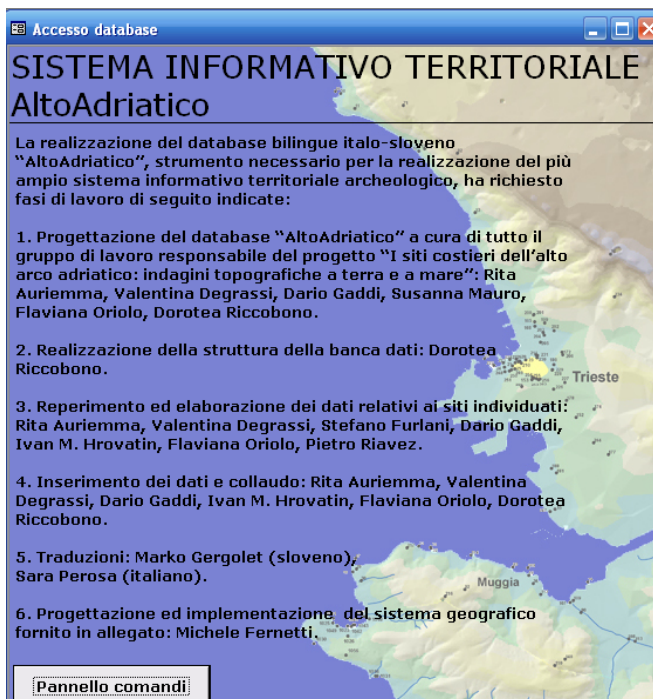 Accesso database
SISTEMA INFORMATIVO TERRITORIALE
AltoAdriatico
La realizzazione del database bilingue italo-sloveno
“AltoAdriatico”, strumento necessario per la realizzazione del più
ampio sistema informativo territoriale archeologico, ha richiesto
fasi di lavoro di seguito indicate:
1. Progettazione del database “AltoAdriatico” a cura di tutto il
gruppo di lavoro responsabile del progetto “I siti costieri dell’alto
arco adriatico: indagini topografiche a terra e a mare”: Rita
Auriemma, Valentina Degrassi, Dario Gaddi, Susanna Mauro,
Flaviana Oriolo, Dorotea Riccobono.
2. Realizzazione della struttura della banca dati: Dorotea
Riccobono.
Trieste
3. Reperimento ed elaborazione dei dati relativi ai siti individuati:
Rita Auriemma, Valentina Degrassi, Stefano Furlani, Dario Gaddi,
Ivan M. Hrovatin, Flaviana Oriolo, Pietro Riavez.
4. Inserimento dei dati e collaudo: Rita Auriemma, Valentina
Degrassi, Dario Gaddi, Ivan M. Hrovatin, Flaviana Oriolo, Dorotea
Riccobono.
5. Traduzioni: Marko Gergolet (sloveno),
Sara Perosa (italiano).
Muggia
6. Progettazione ed implementazione del sistema geografico
fornito in allegato: Michele Fernetti.
Pannello comandi